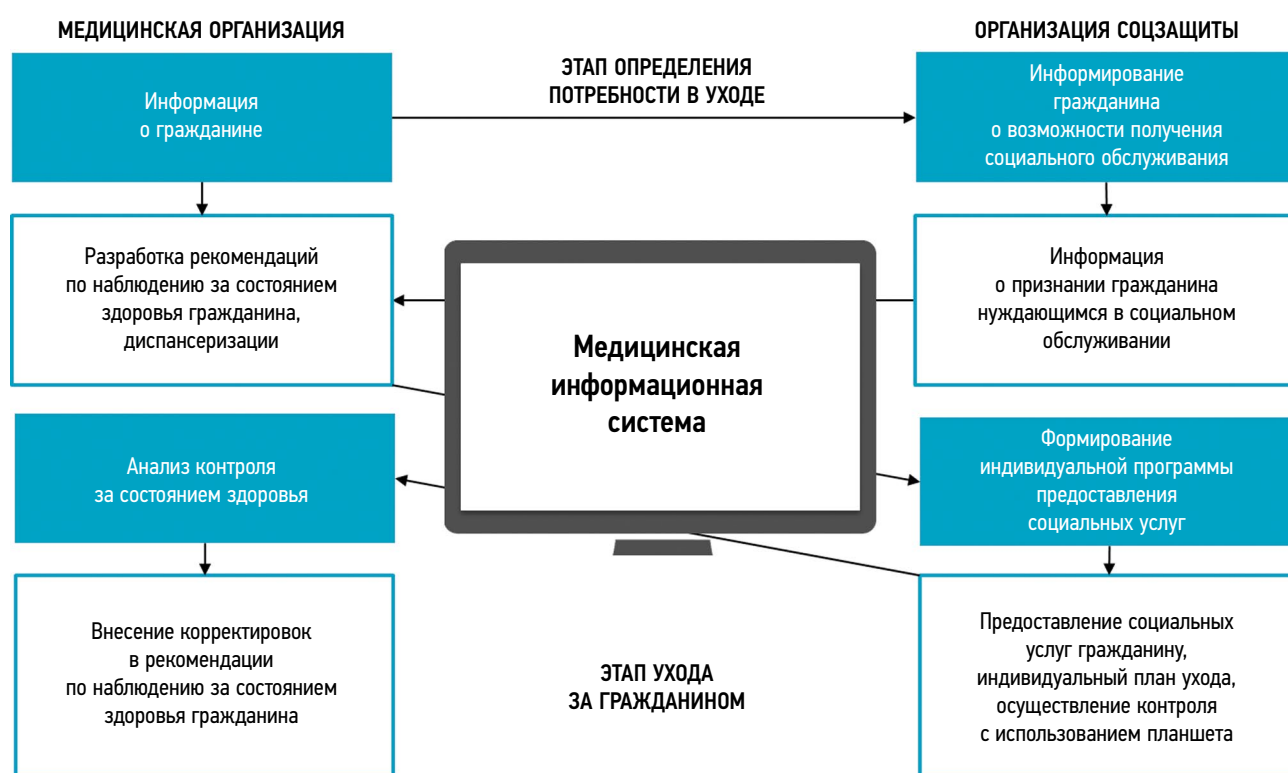 МЕДИЦИНСКАЯ ОРГАНИЗАЦИЯ
ОРГАНИЗАЦИЯ СОЦЗАЩИТЫ
Информация
о гражданине
ЭТАП ОПРЕДЕЛЕНИЯ
ПОТРЕБНОСТИ В УХОДЕ
Информирование
гражданина
о возможности получения
социального обслуживания
Разработка рекомендаций
по наблюдению за состоянием
здоровья гражданина,
диспансеризации
Медицинская
информационная
система
Информация
о признании гражданина
нуждающимся в социальном
обслуживании
Анализ контроля
за состоянием здоровья
Формирование
индивидуальной программы
предоставления
социальных услуг
Внесение корректировок
в рекомендации
по наблюдению за состоянием
здоровья гражданина
ЭТАП УХОДА
ЗА ГРАЖДАНИНОМ
Предоставление социальных
услуг гражданину,
индивидуальный план ухода,
осуществление контроля
с использованием планшета